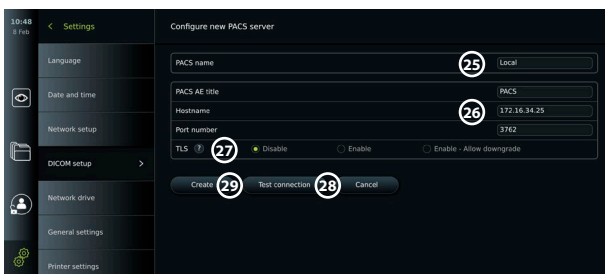 10:48
8 Feb
< Settings
Configure new PACS server
Language
PACS name
25
Local
Date and time
PACS AE title
PACS
Hostname
26
172.16.34.25
Network setup
Port number
3762
TLS ? 27 Disable Enable Enable - Allow downgrade
DICOM setup >
Create 29 Test connection 28 Cancel
Network drive
General settings
Printer settings